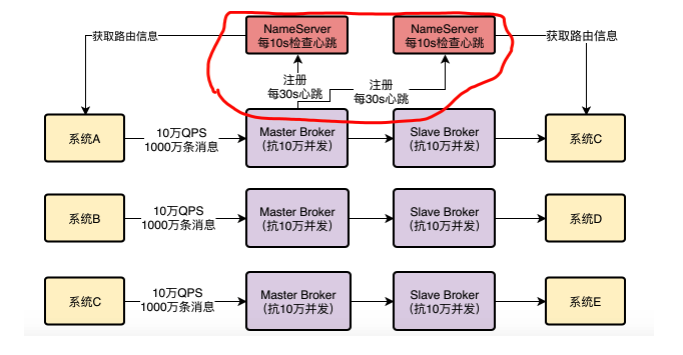 NameServer
每10s检查心跳
NameServer
每10s检查心跳
获取路由信息
获取路由信息
注册
每30s心跳
注册
每30s心跳
系统A
10万QPS
1000万条消息
Master Broker
(抗10万并发)
Slave Broker
(抗10万并发)
系统C
系统B
10万QPS
1000万条消息
Master Broker
(抗10万并发)
Slave Broker
(抗10万并发)
系统D
系统C
10万QPS
1000万条消息
Master Broker
(抗10万并发)
Slave Broker
(抗10万并发)
系统E